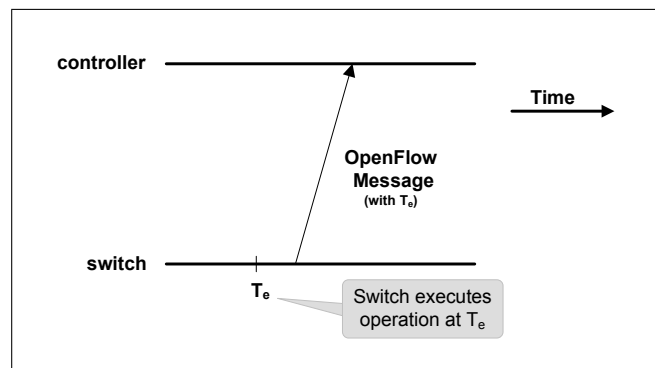 controller
Time
OpenFlow
Message
(with Te)
switch
Te
Switch executes
operation at Te